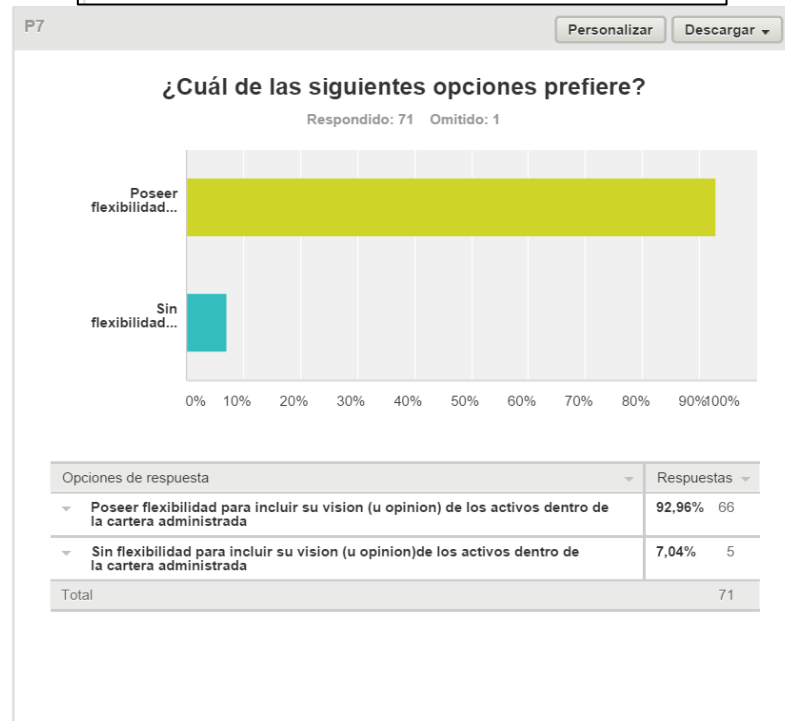 P7
Personalizar Descargar
¿Cuál de las siguientes opciones prefiere?
Respondido: 71 Omitido: 1
Poseer
flexibilidad...
Sin
flexibilidad...
0% 10% 20% 30% 40% 50% 60% 70% 80% 90% 100%
Opciones de respuesta Respuestas
Poseer flexibilidad para incluir su vision (u opinion) de los activos dentro de 92,96% 66
la cartera administrada
Sin flexibilidad para incluir su vision (u opinion)de los activos dentro de 7,04% 5
la cartera administrada
Total 71